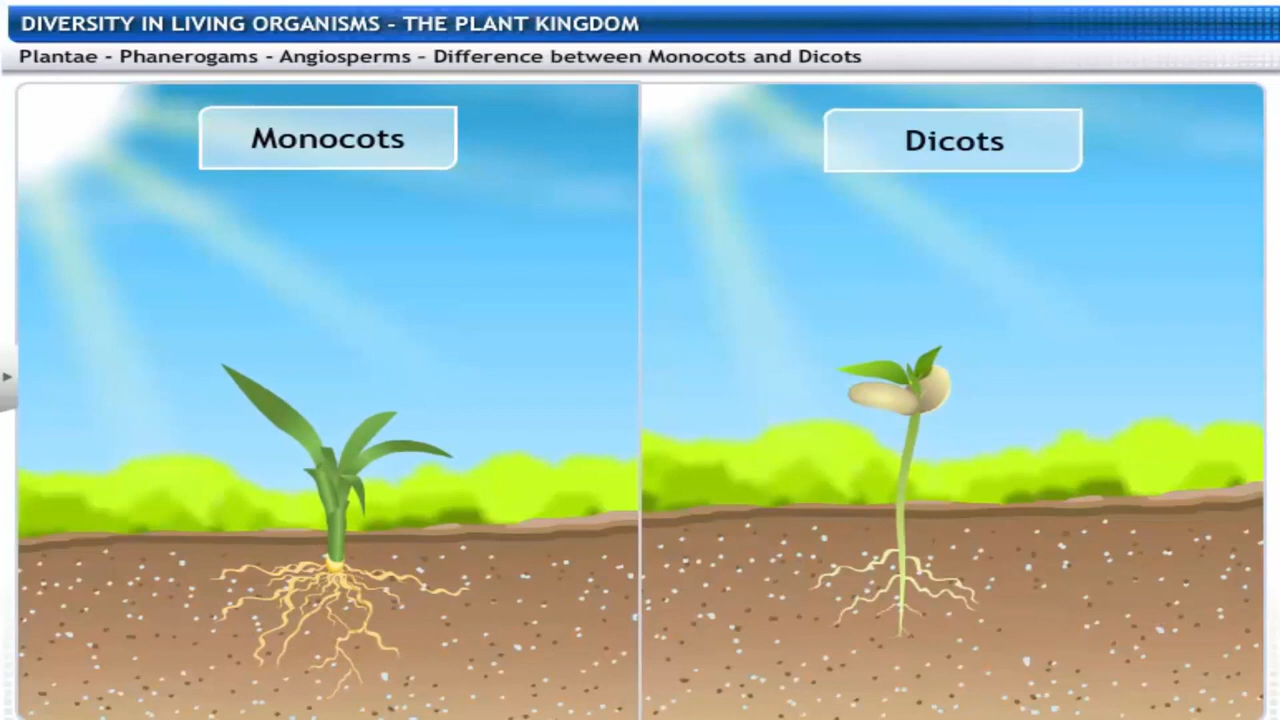 DIVERSITY IN LIVING ORGANISMS - THE PLANT KINGDOM
Plantae - Phanerogams - Angiosperms - Difference between Monocots and Dicots
Monocots
Dicots